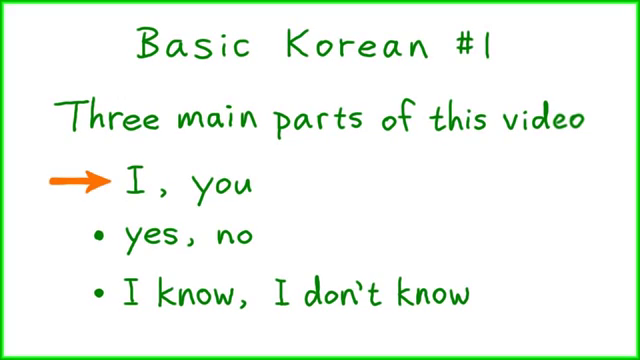 Basic Korean #1
Three main parts of this video
I, you
• yes, no
• I know, I don't know